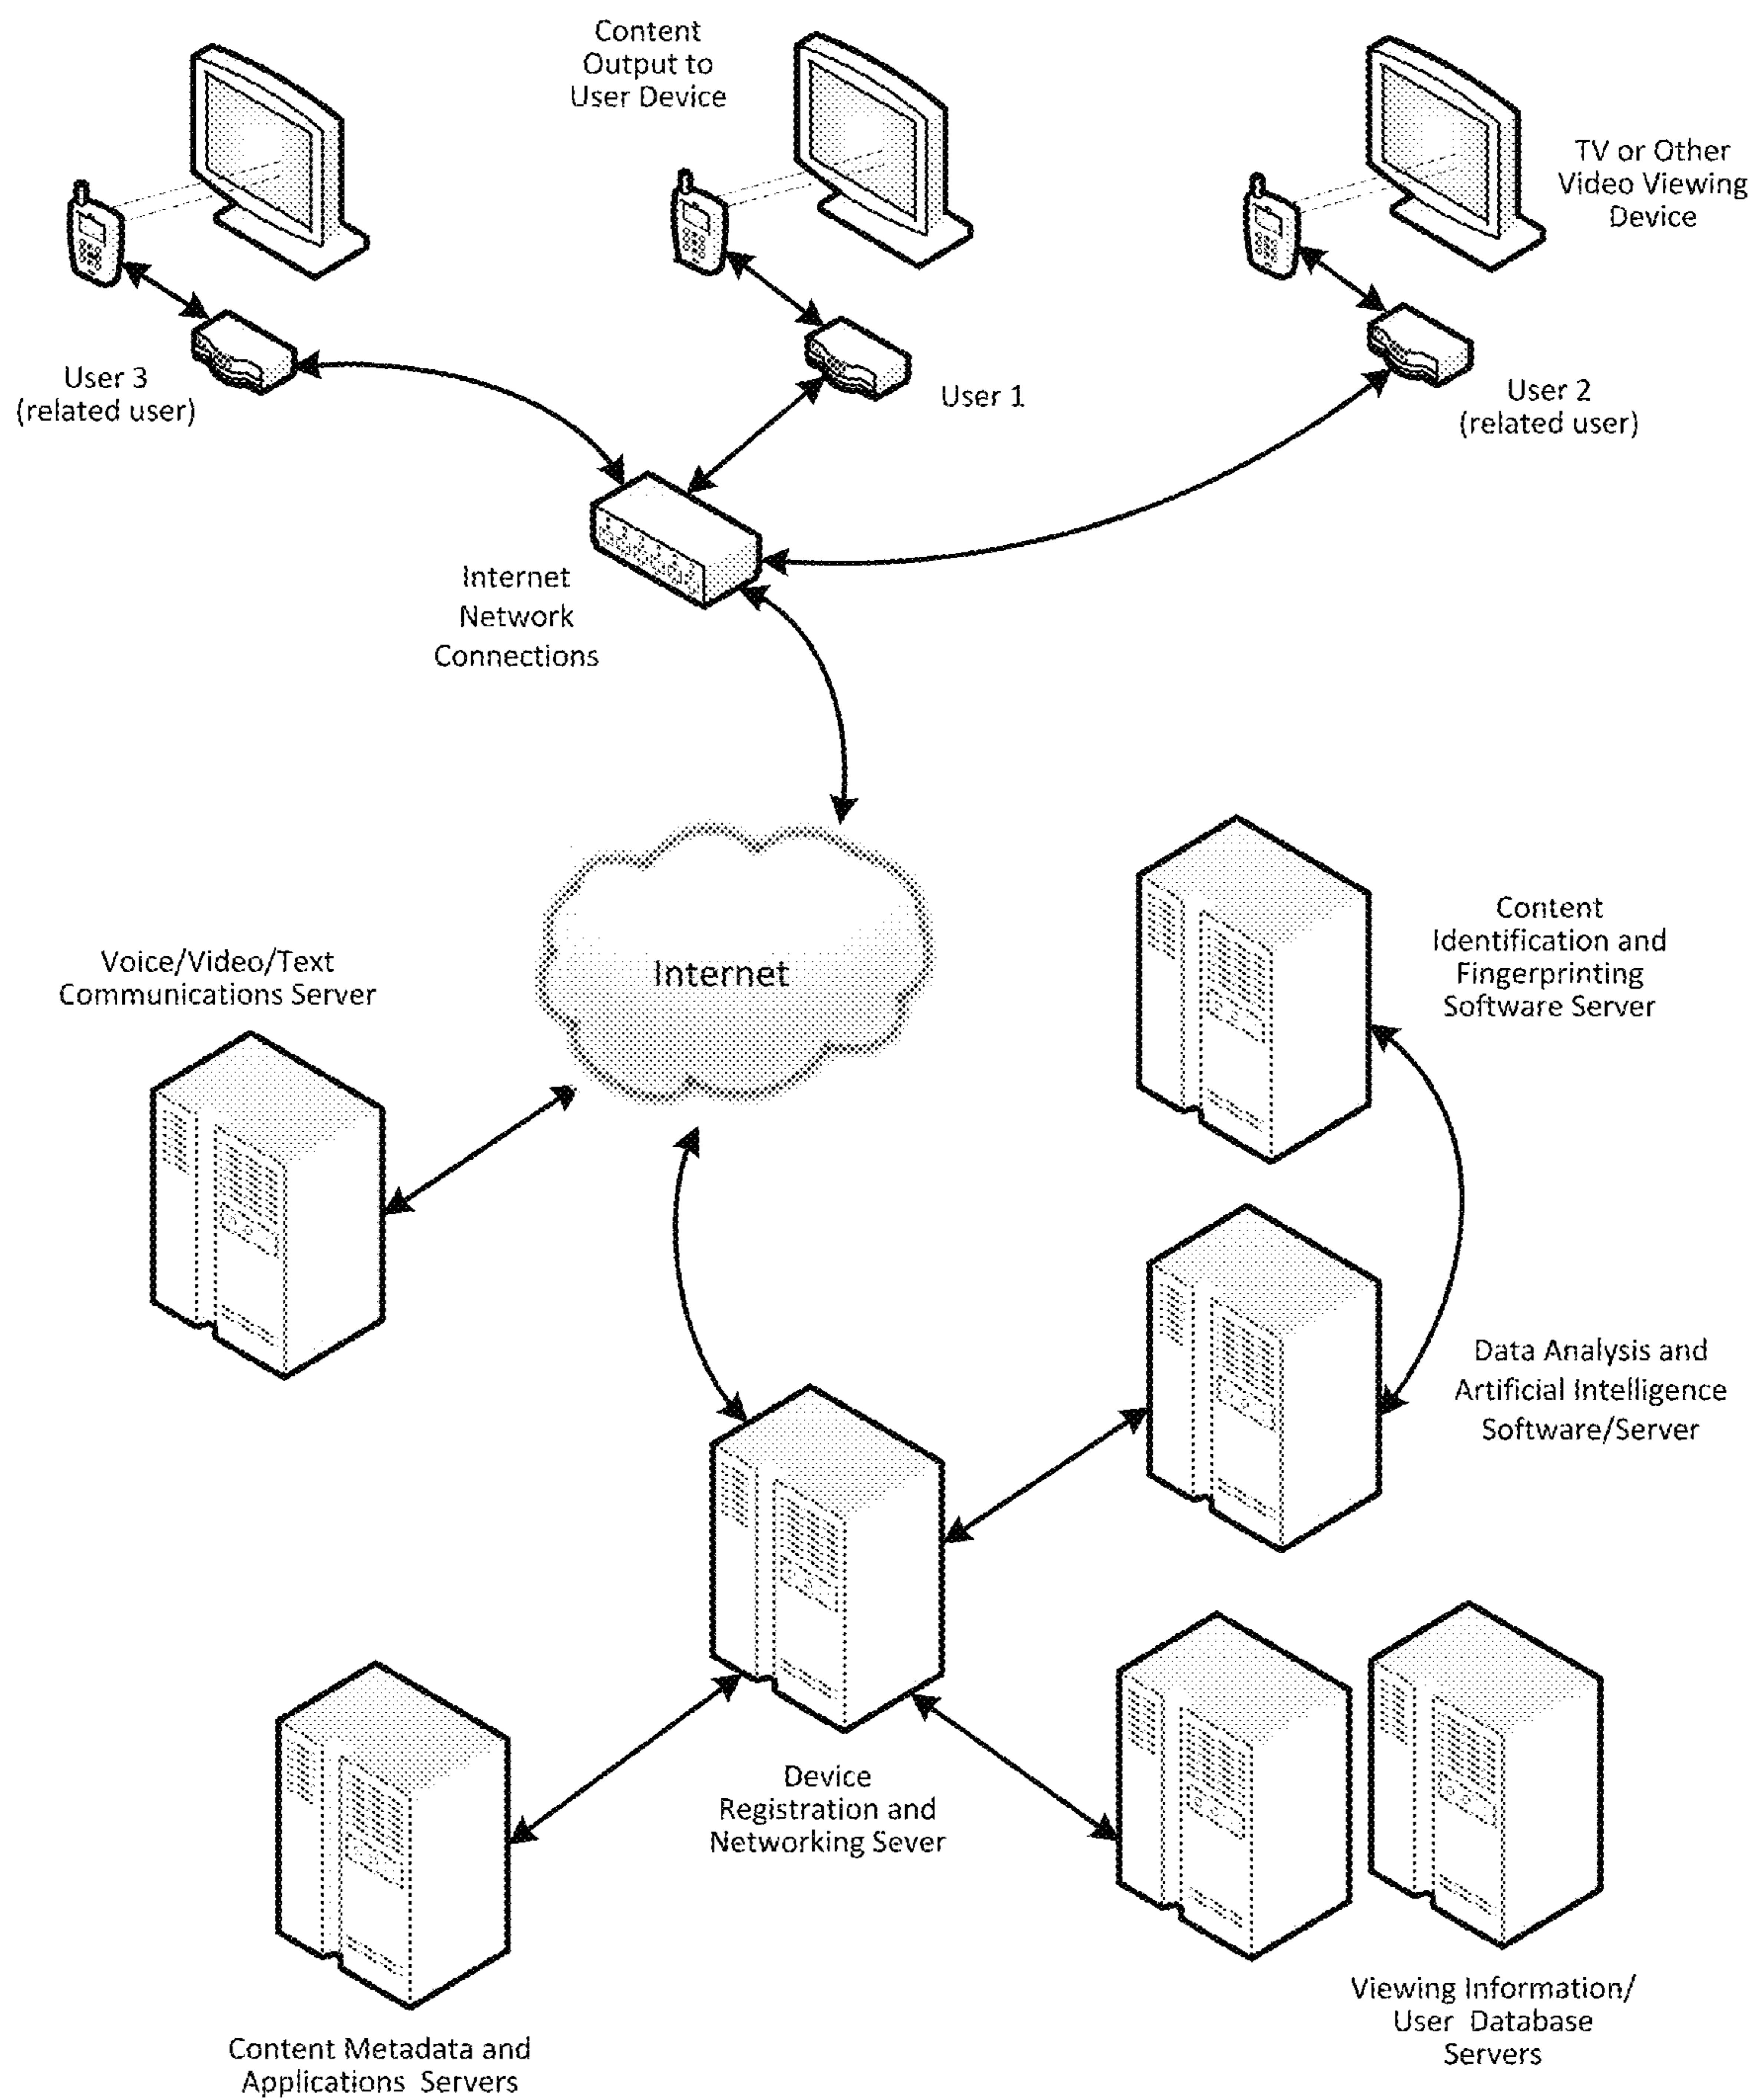 Content
Output to
User Device
TV or Other
Video Viewing
Device
User 3
(related user)
User 1
User 2
(related user)
Internet
Network
Connections
Internet
Content
Identification and
Fingerprinting
Software Server
Voice/Video/Text
Communications Server
Data Analysis and
Artificial Intelligence
Software/Server
Device
Registration and
Networking Sever
Viewing Information/
User Database
Servers
Content Metadata and
Applications Servers